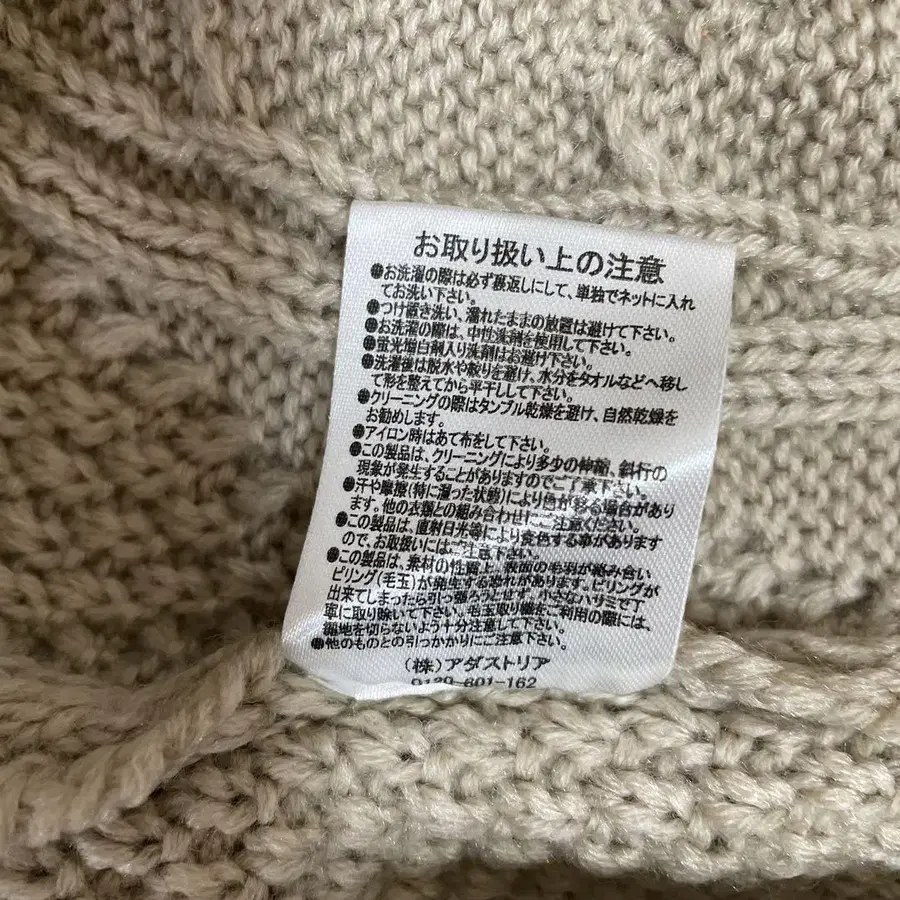 お取り扱い上の注意
●お洗濯の際は必ず裏返しにして、単独でネットに入れ
てお洗い下さい。
●つけ置き洗い、濡れたままの放置は避けて下さい。
●お洗濯の際は、中性洗剤を使用して下さい。
●蛍光増白剤入り洗剤はお避け下さい。
●洗濯後は脱水や絞りを避け、水分をタオルなどへ移し
て形を整えてから平干しして下さい。
●クリーニングの際はタンブル乾燥を避け、自然乾燥を
お勧めします。
●アイロン時はあて布をして下さい。
●この製品は、クリーニングにより多少の伸縮、斜行の
現象が発生することがありますのでご了承下さい。
●汗や摩擦(特に湿った状態)により色が移る場合があり
ます。他の衣類との組み合わせにご注意ください。
●この製品は、直射日光等により変色する事があります
ので、お取扱いにはご注意下さい。
●この製品は、素材の性質上、表面の毛羽が絡み合い
ピリング(毛玉)が発生する恐れがあります。ピリングが
出来てしまったら引っ張ろうとせず、小さなハサミで丁
寧に取り除いて下さい。毛玉取り機をご利用の際には、
編地を切らないよう十分注意して下さい。
●他のものとの引っかかりにご注意下さい。
(株)アダストリア
0120-601-162